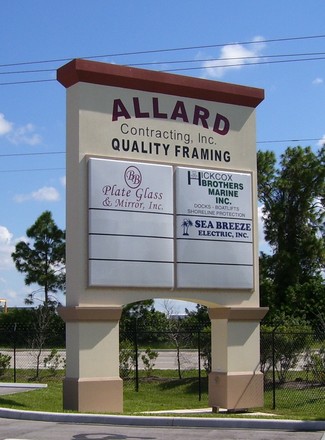 ALLARD
Contracting, Inc.
QUALITY FRAMING
BR
Plate Glass
& Mirror, Inc.
HICKCOX
BROTHERS
MARINE
INC.
DOCKS - BOATLIFTS
SHORELINE PROTECTION
SEA BREEZE
ELECTRIC, INC.